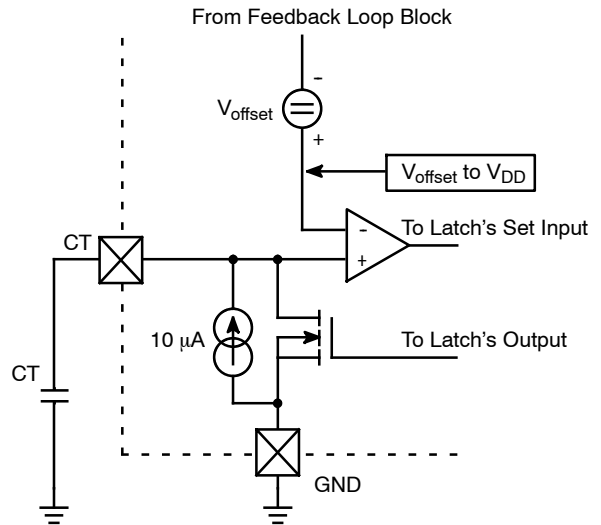 From Feedback Loop Block
-
Voffset
+
Voffset to VDD
CT
-
To Latch's Set Input
+
10 μA
To Latch's Output
CT
GND